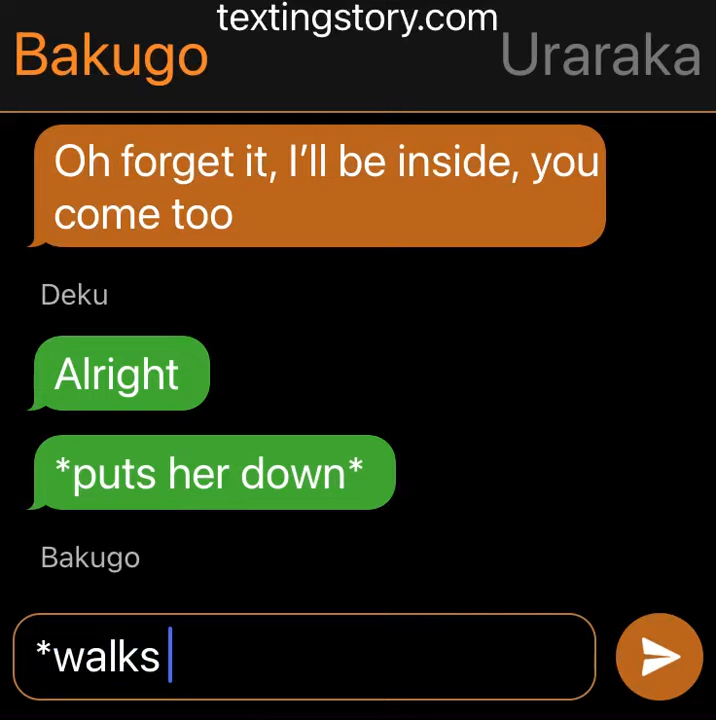 textingstory.com
Bakugo
Uraraka
Oh forget it, I’ll be inside, you
come too
Deku
Alright
*puts her down*
Bakugo
*walks